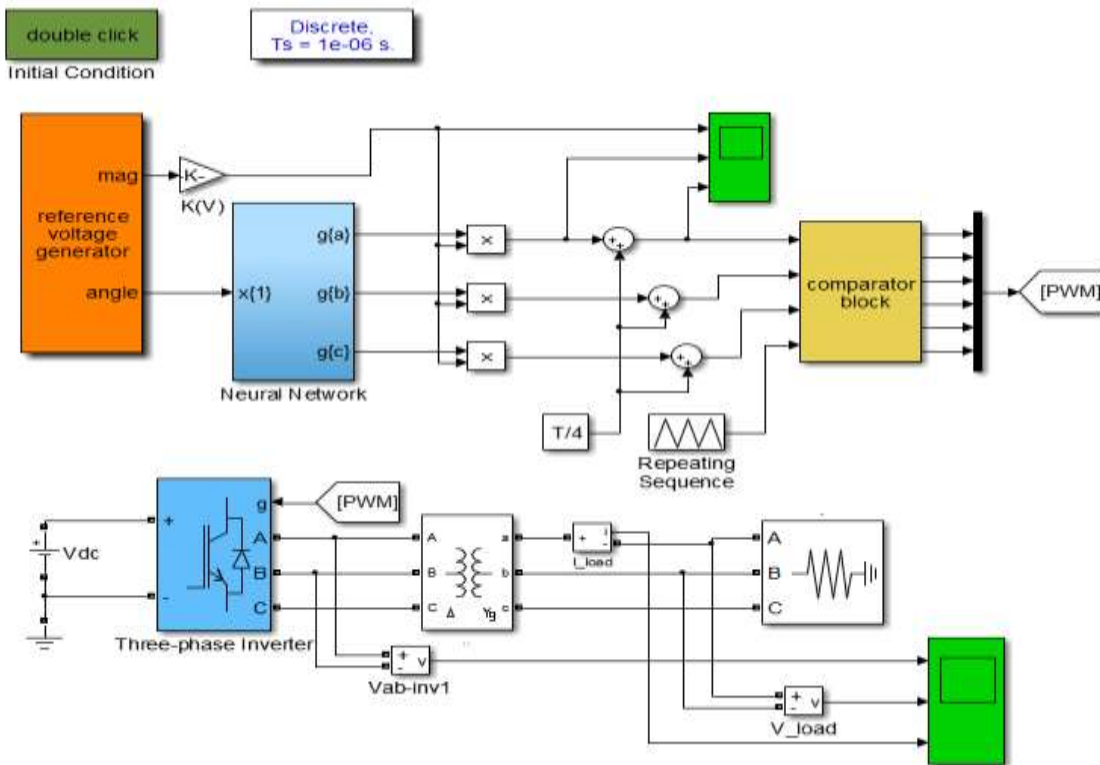 double click
Initial Condition
Discrete,
Ts = 1e-06 s.
mag
reference
voltage
generator
angle
-K-
K(V)
x{1}
g{a}
g{b}
g{c}
Neural Network
×
×
×
+
+
+
+
+
+
T/4
Repeating
Sequence
comparator
block
[PWM]
Vdc
+
+
-
g
A
B
C
Three-phase Inverter
[PWM]
A
B
C
Δ
Yg
a
b
c
+
i
-
I_load
A
B
C
+
-
v
Vab-inv1
+
-
v
V_load